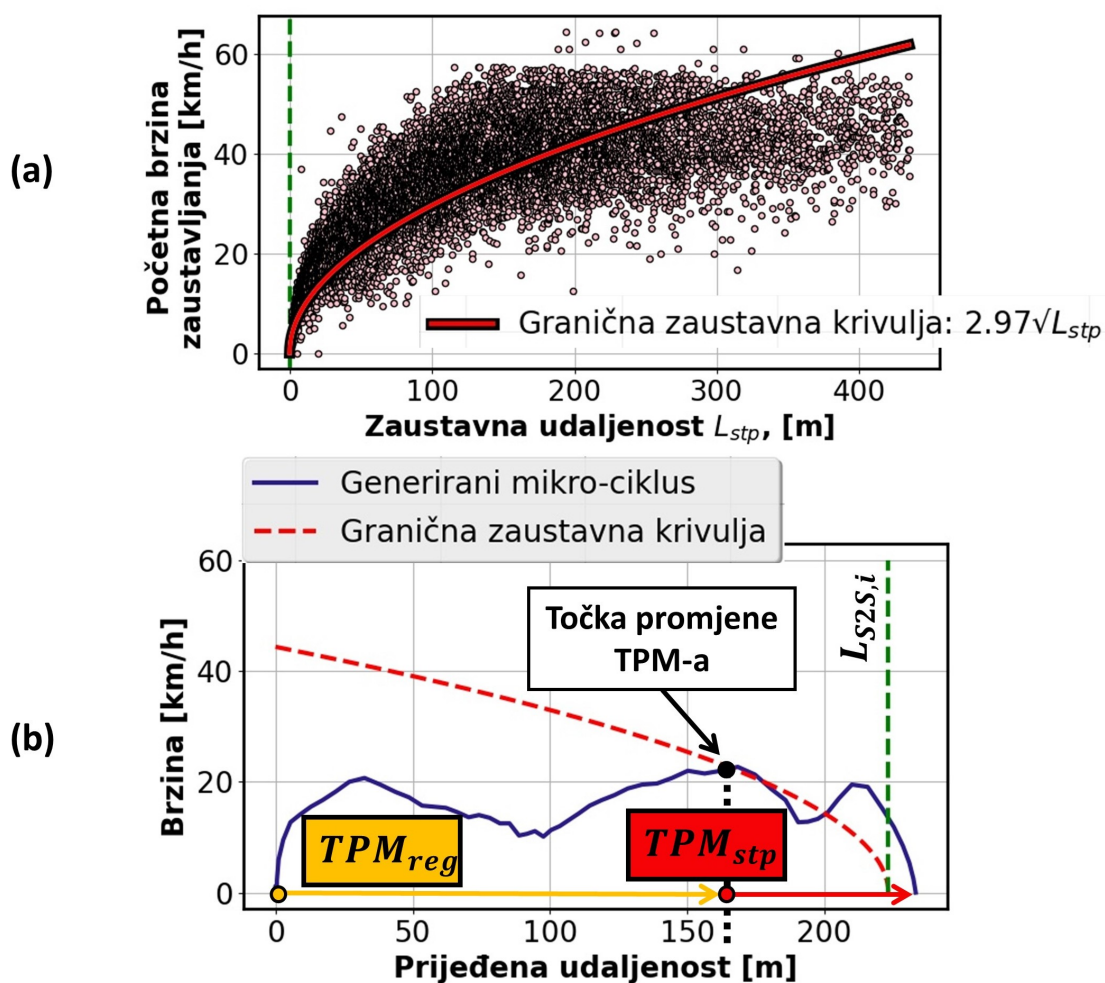 (a)
Početna brzina
zaustavljanja [km/h]
60
40
20
0
Granična zaustavna krivulja: 2.97√L_stp
0 100 200 300 400
Zaustavna udaljenost L_stp, [m]
(b)
Generirani mikro-ciklus
Granična zaustavna krivulja
Brzina [km/h]
60
40
20
0
Točka promjene
TPM-a
L_S2S,i
TPM_reg
TPM_stp
0 50 100 150 200
Prijeđena udaljenost [m]